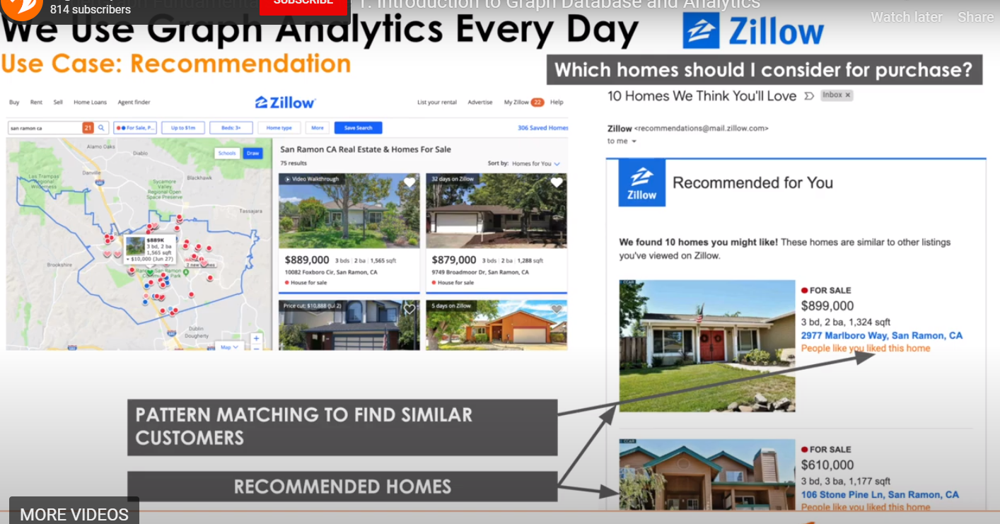 814 subscribers
SUBSCRIBE
1: Introduction to Graph Database and Analytics
Watch later Share
We Use Graph Analytics Every Day
Zillow
Use Case: Recommendation
Which homes should I consider for purchase?
Buy Rent Sell Home Loans Agent finder
Zillow
List your rental Advertise My Zillow 22 Help
san ramon ca 21
For Sale, P...
Up to $1m
Beds: 3+
Home type
More
Save Search
306 Saved Homes
Alamo Oaks
Diablo
Schools
Draw
Danville
Las Trampas
Regional
Wilderness
Blackhawk
Sycamore
Valley
Regional Open
Space Preserve
Tassajara
$889K
3 bd, 2 ba
1,565 sqft
$10,000 (Jun 27)
Brookshire
San Ramon
Park
Dublin
Dougherty
Map
+
San Ramon CA Real Estate & Homes For Sale
75 results
Sort by: Homes for You
Video Walkthrough
$889,000 3 bds 2 ba 1,565 sqft
10082 Foxboro Cir, San Ramon, CA
House for sale
32 days on Zillow
$879,000 3 bds 2 ba 1,288 sqft
9749 Broadmoor Dr, San Ramon, CA
House for sale
Price cut: $10,888 (Jul 2)
5 days on Zillow
10 Homes We Think You'll Love Inbox ×
Zillow <recommendations@mail.zillow.com>
to me
Zillow
Recommended for You
We found 10 homes you might like! These homes are similar to other listings
you've viewed on Zillow.
CCAR
FOR SALE
$899,000
3 bd, 2 ba, 1,324 sqft
2977 Marlboro Way, San Ramon, CA
People like you liked this home
CCAR
FOR SALE
$610,000
3 bd, 3 ba, 1,177 sqft
106 Stone Pine Ln, San Ramon, CA
People like you liked this home
PATTERN MATCHING TO FIND SIMILAR
CUSTOMERS
RECOMMENDED HOMES
MORE VIDEOS